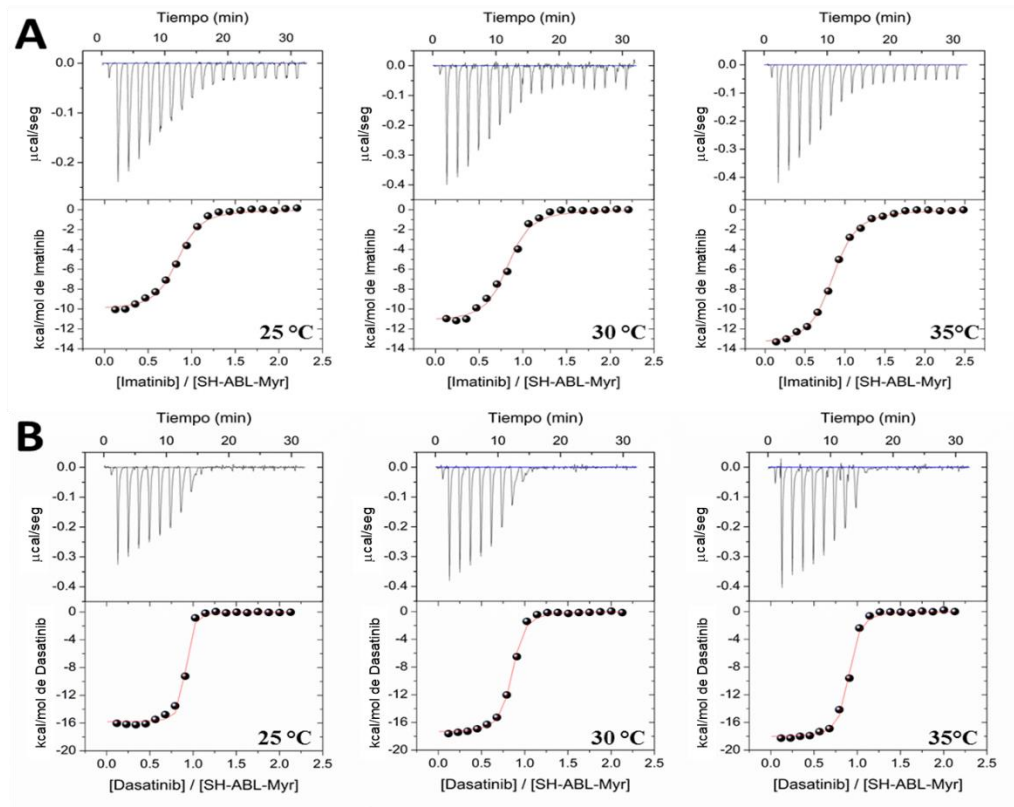 A
Tiempo (min)
0 10 20 30
0.0
-0.1
-0.2
µcal/seg
0
-2
-4
-6
-8
-10
-12
-14
kcal/mol de Imatinib
25 °C
0.0 0.5 1.0 1.5 2.0 2.5
[Imatinib] / [SH-ABL-Myr]
Tiempo (min)
0 10 20 30
0.0
-0.1
-0.2
-0.3
-0.4
µcal/seg
0
-2
-4
-6
-8
-10
-12
-14
kcal/mol de Imatinib
30 °C
0.0 0.5 1.0 1.5 2.0 2.5
[Imatinib] / [SH-ABL-Myr]
Tiempo (min)
0 10 20 30
0.0
-0.1
-0.2
-0.3
-0.4
µcal/seg
0
-2
-4
-6
-8
-10
-12
-14
kcal/mol de Imatinib
35°C
0.0 0.5 1.0 1.5 2.0 2.5
[Imatinib] / [SH-ABL-Myr]
B
Tiempo (min)
0 10 20 30
0.0
-0.1
-0.2
-0.3
-0.4
µcal/seg
0
-4
-8
-12
-16
-20
kcal/mol de Dasatinib
25 °C
0.0 0.5 1.0 1.5 2.0 2.5
[Dasatinib] / [SH-ABL-Myr]
Tiempo (min)
0 10 20 30
0.0
-0.1
-0.2
-0.3
-0.4
µcal/seg
0
-4
-8
-12
-16
-20
kcal/mol de Dasatinib
30 °C
0.0 0.5 1.0 1.5 2.0 2.5
[Dasatinib] / [SH-ABL-Myr]
Tiempo (min)
0 5 10 15 20 25 30
0.0
-0.1
-0.2
-0.3
-0.4
µcal/seg
0
-4
-8
-12
-16
-20
kcal/mol de Dasatinib
35°C
0.0 0.5 1.0 1.5 2.0 2.5
[Dasatinib] / [SH-ABL-Myr]